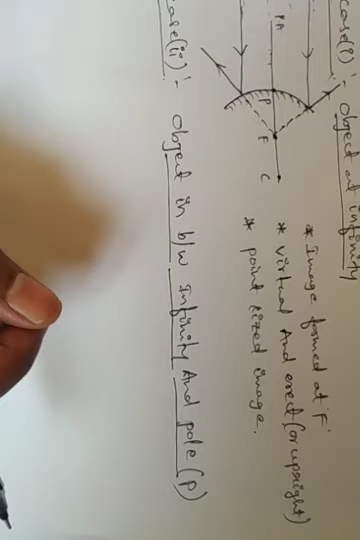 case(i):- Object at infinity
PA
P
F
C
* Image formed at 'F'
* virtual And erect (or upright)
* point sized image.
case(ii):- Object in b/w Infinity And pole (P)